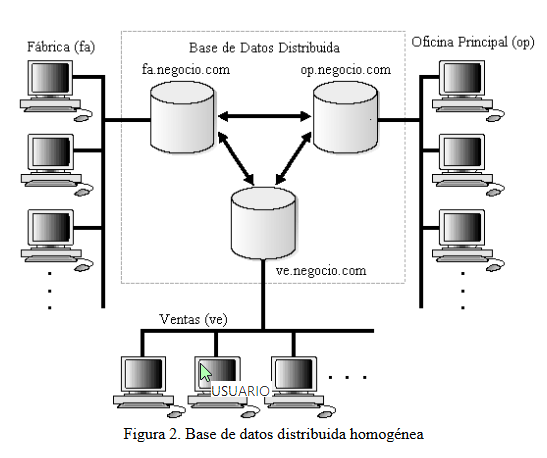 Fábrica (fa)
Base de Datos Distribuida
Oficina Principal (op)
fa.negocio.com
op.negocio.com
ve.negocio.com
Ventas (ve)
USUARIO
Figura 2. Base de datos distribuida homogénea